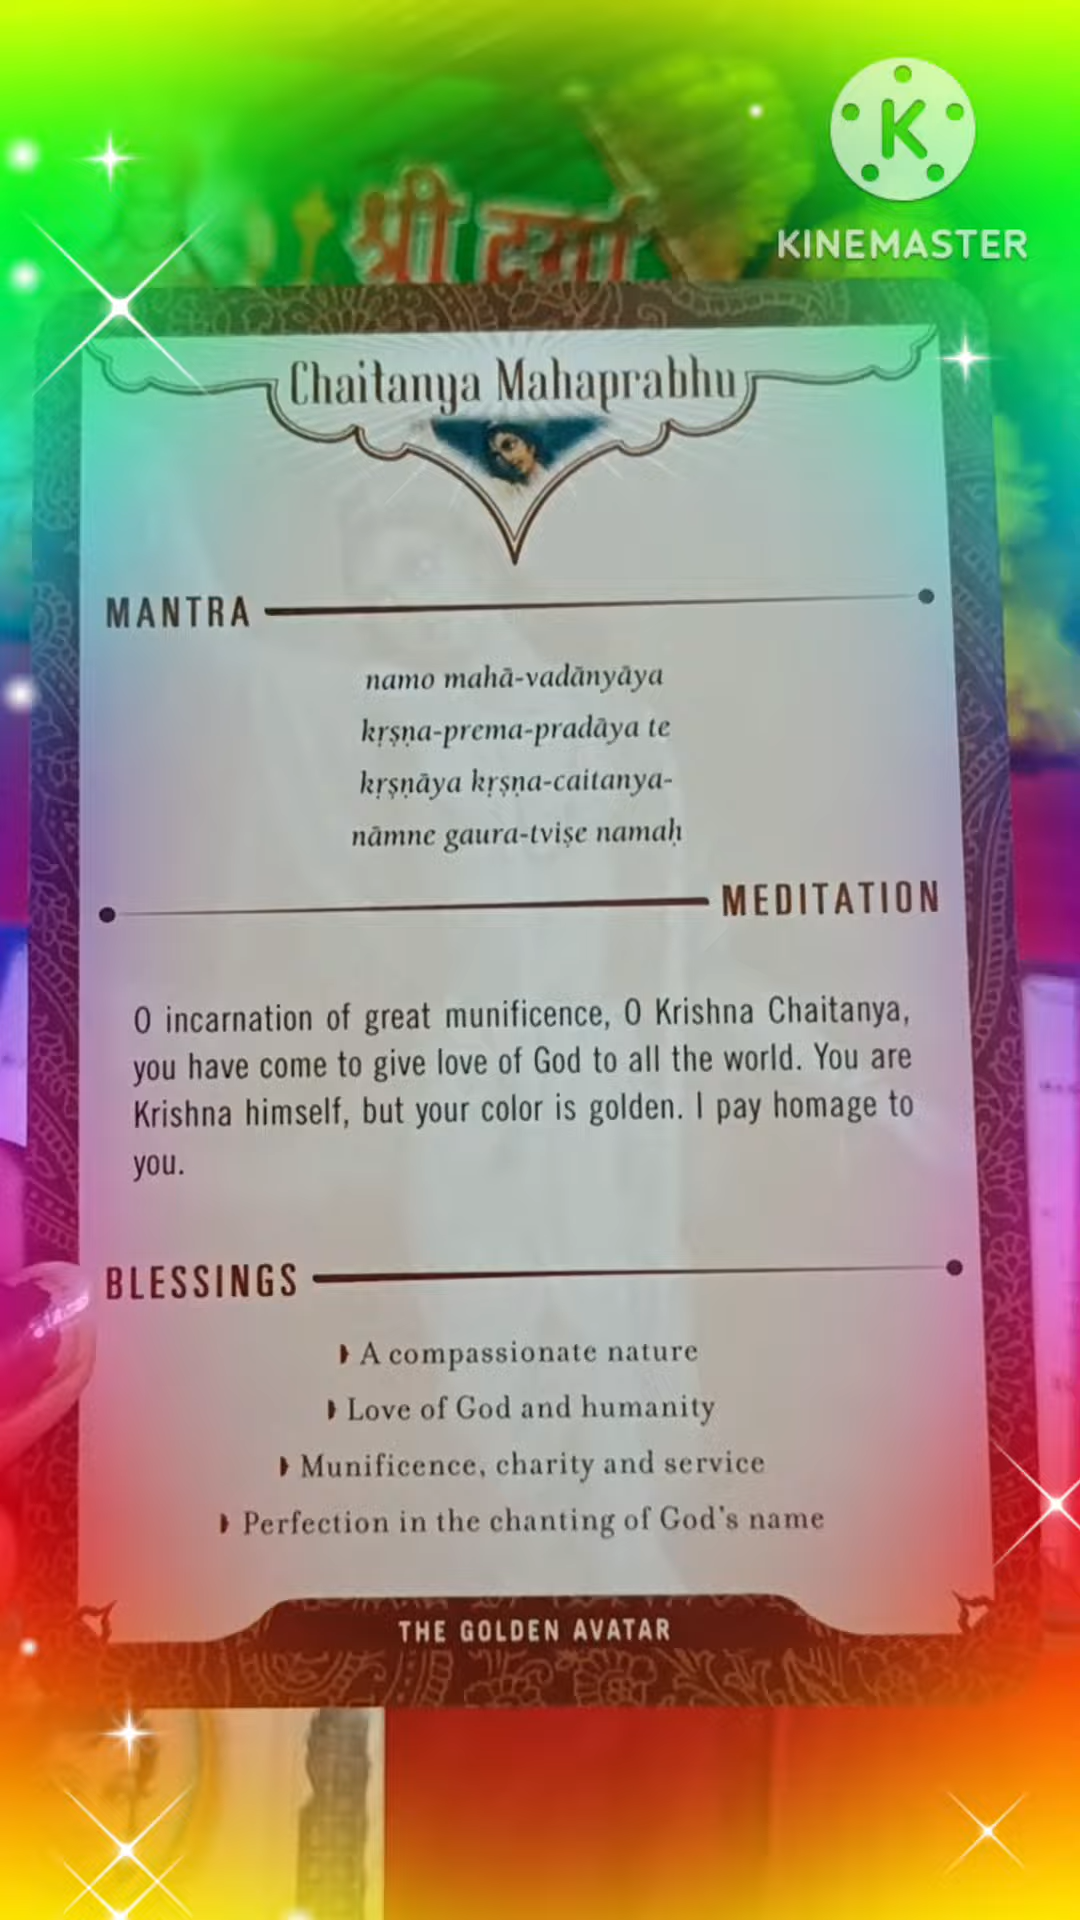 K
KINEMASTER
श्री दुर्गा
Chaitanya Mahaprabhu
MANTRA
namo mahā-vadānyāya
kṛṣṇa-prema-pradāya te
kṛṣṇāya kṛṣṇa-caitanya-
nāmne gaura-tviṣe namaḥ
MEDITATION
O incarnation of great munificence, O Krishna Chaitanya,
you have come to give love of God to all the world. You are
Krishna himself, but your color is golden. I pay homage to
you.
BLESSINGS
A compassionate nature
Love of God and humanity
Munificence, charity and service
Perfection in the chanting of God's name
THE GOLDEN AVATAR